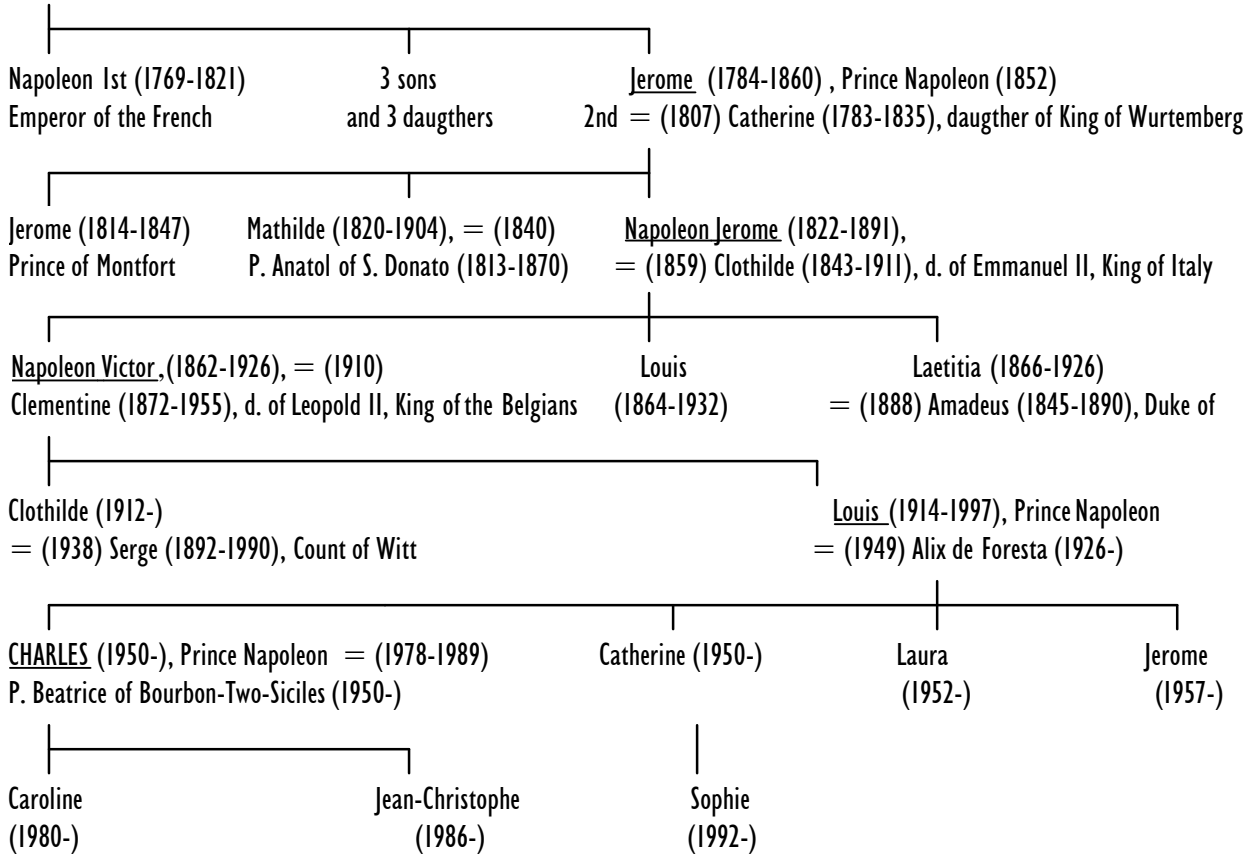 Napoleon 1st (1769-1821)
Emperor of the French
3 sons
and 3 daugthers
Jerome (1784-1860) , Prince Napoleon (1852)
2nd = (1807) Catherine (1783-1835), daugther of King of Wurtemberg
Jerome (1814-1847)
Prince of Montfort
Mathilde (1820-1904), = (1840)
P. Anatol of S. Donato (1813-1870)
Napoleon Jerome (1822-1891),
= (1859) Clothilde (1843-1911), d. of Emmanuel II, King of Italy
Napoleon Victor,(1862-1926), = (1910)
Clementine (1872-1955), d. of Leopold II, King of the Belgians
Louis
(1864-1932)
Laetitia (1866-1926)
= (1888) Amadeus (1845-1890), Duke of
Clothilde (1912-)
= (1938) Serge (1892-1990), Count of Witt
Louis (1914-1997), Prince Napoleon
= (1949) Alix de Foresta (1926-)
CHARLES (1950-), Prince Napoleon = (1978-1989)
P. Beatrice of Bourbon-Two-Siciles (1950-)
Catherine (1950-)
Laura
(1952-)
Jerome
(1957-)
Caroline
(1980-)
Jean-Christophe
(1986-)
Sophie
(1992-)